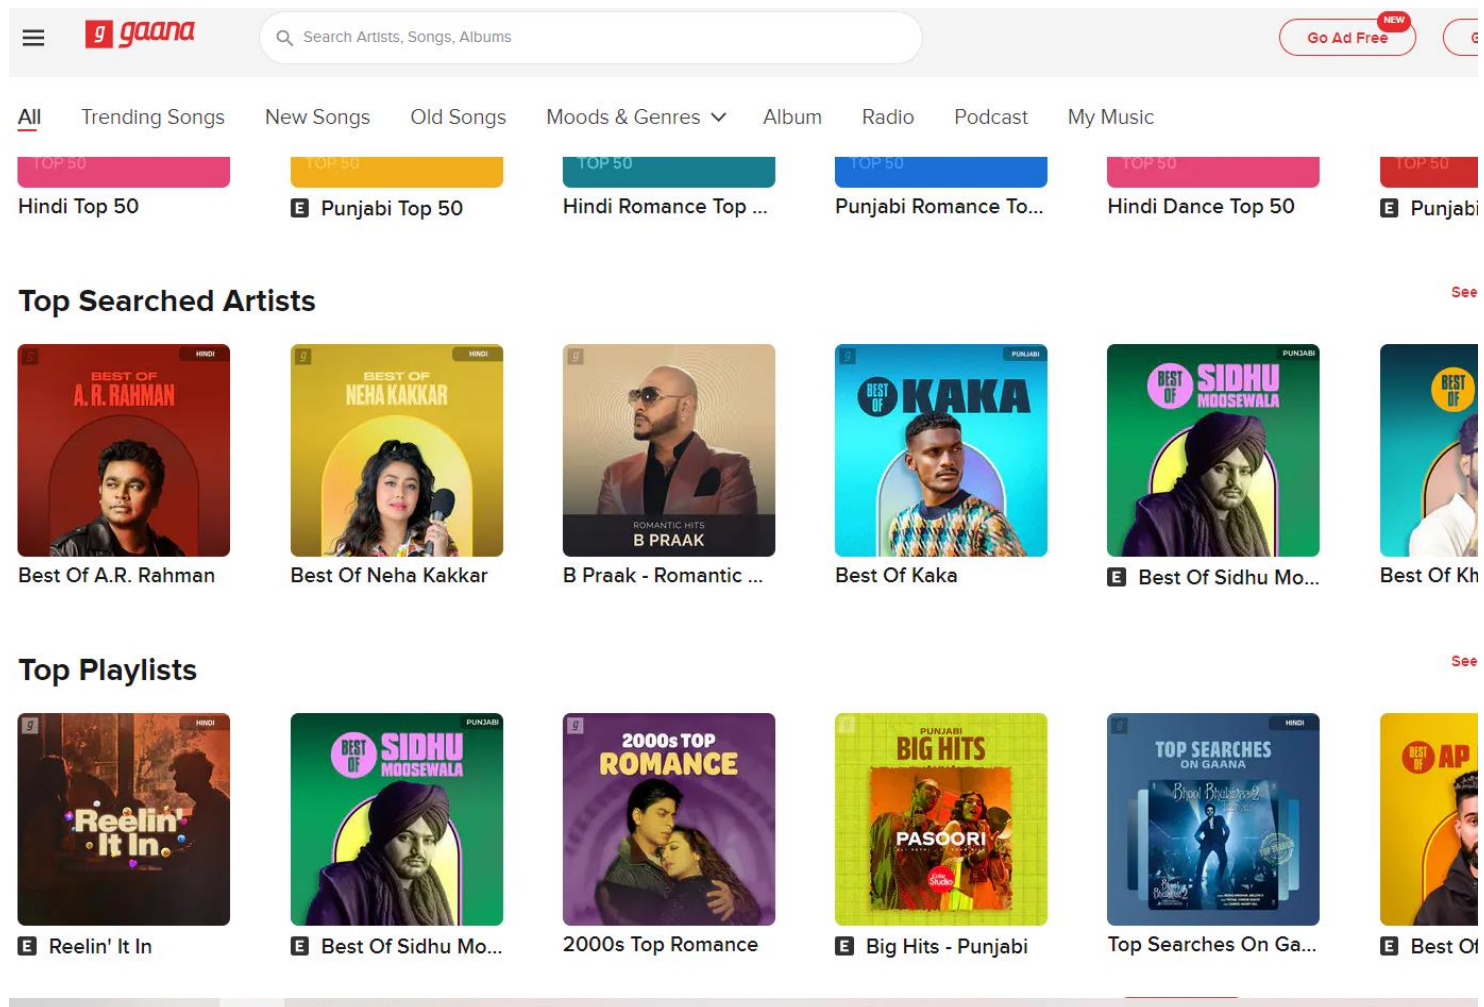 g gaana
Search Artists, Songs, Albums
NEW
Go Ad Free
G
All Trending Songs New Songs Old Songs Moods & Genres Album Radio Podcast My Music
TOP 50 TOP 50 TOP 50 TOP 50 TOP 50 TOP 50
Hindi Top 50
E Punjabi Top 50
Hindi Romance Top ...
Punjabi Romance To...
Hindi Dance Top 50
E Punjabi
Top Searched Artists
See
HINDI
BEST OF
A. R. RAHMAN
HINDI
BEST OF
NEHA KAKKAR
ROMANTIC HITS
B PRAAK
PUNJABI
BEST OF KAKA
PUNJABI
BEST OF SIDHU
MOOSEWALA
BEST OF
Best Of A.R. Rahman
Best Of Neha Kakkar
B Praak - Romantic ...
Best Of Kaka
E Best Of Sidhu Mo...
Best Of Kh
Top Playlists
See
HINDI
Reelin'
It In
PUNJABI
BEST OF SIDHU
MOOSEWALA
2000s TOP
ROMANCE
PUNJABI
BIG HITS
PASOORI
Coke Studio
HINDI
TOP SEARCHES
ON GAANA
Bhool Bhulaiyaa 2
BEST OF AP
E Reelin' It In
E Best Of Sidhu Mo...
2000s Top Romance
E Big Hits - Punjabi
Top Searches On Ga...
E Best Of